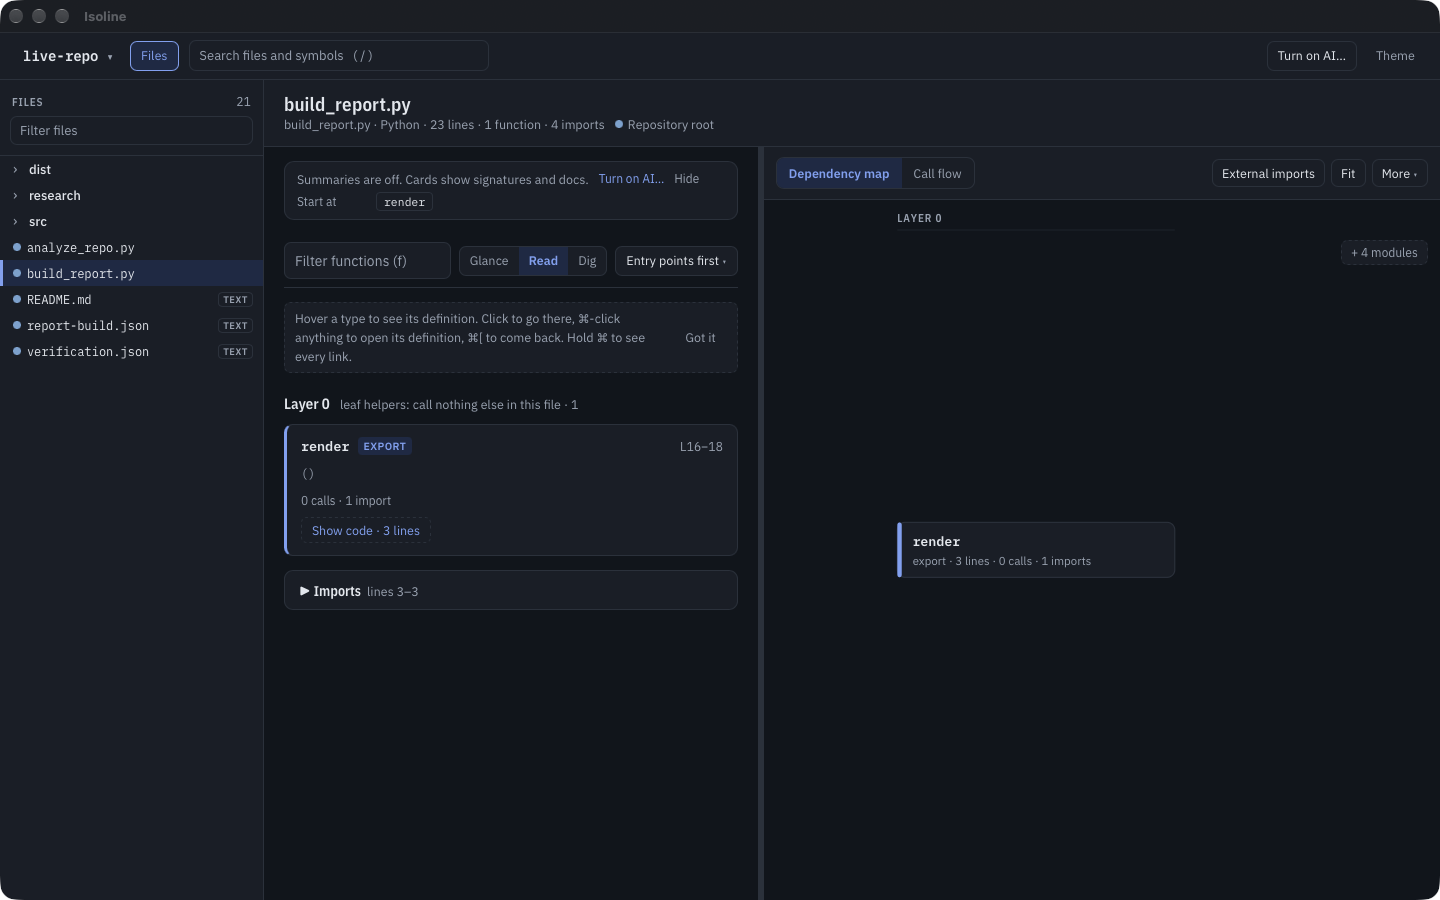 Isoline
live-repo ▾
Files
Search files and symbols (/)
Turn on AI…
Theme
FILES 21
Filter files
› dist
› research
› src
analyze_repo.py
build_report.py
README.md TEXT
report-build.json TEXT
verification.json TEXT
build_report.py
build_report.py · Python · 23 lines · 1 function · 4 imports Repository root
Summaries are off. Cards show signatures and docs. Turn on AI… Hide
Start at render
Filter functions (f)
Glance Read Dig
Entry points first ▾
Hover a type to see its definition. Click to go there, ⌘-click
anything to open its definition, ⌘[ to come back. Hold ⌘ to see
every link.
Got it
Layer 0 leaf helpers: call nothing else in this file · 1
render EXPORT L16–18
()
0 calls · 1 import
Show code · 3 lines
▶ Imports lines 3–3
Dependency map Call flow
External imports Fit More ▾
LAYER 0
+ 4 modules
render
export · 3 lines · 0 calls · 1 imports